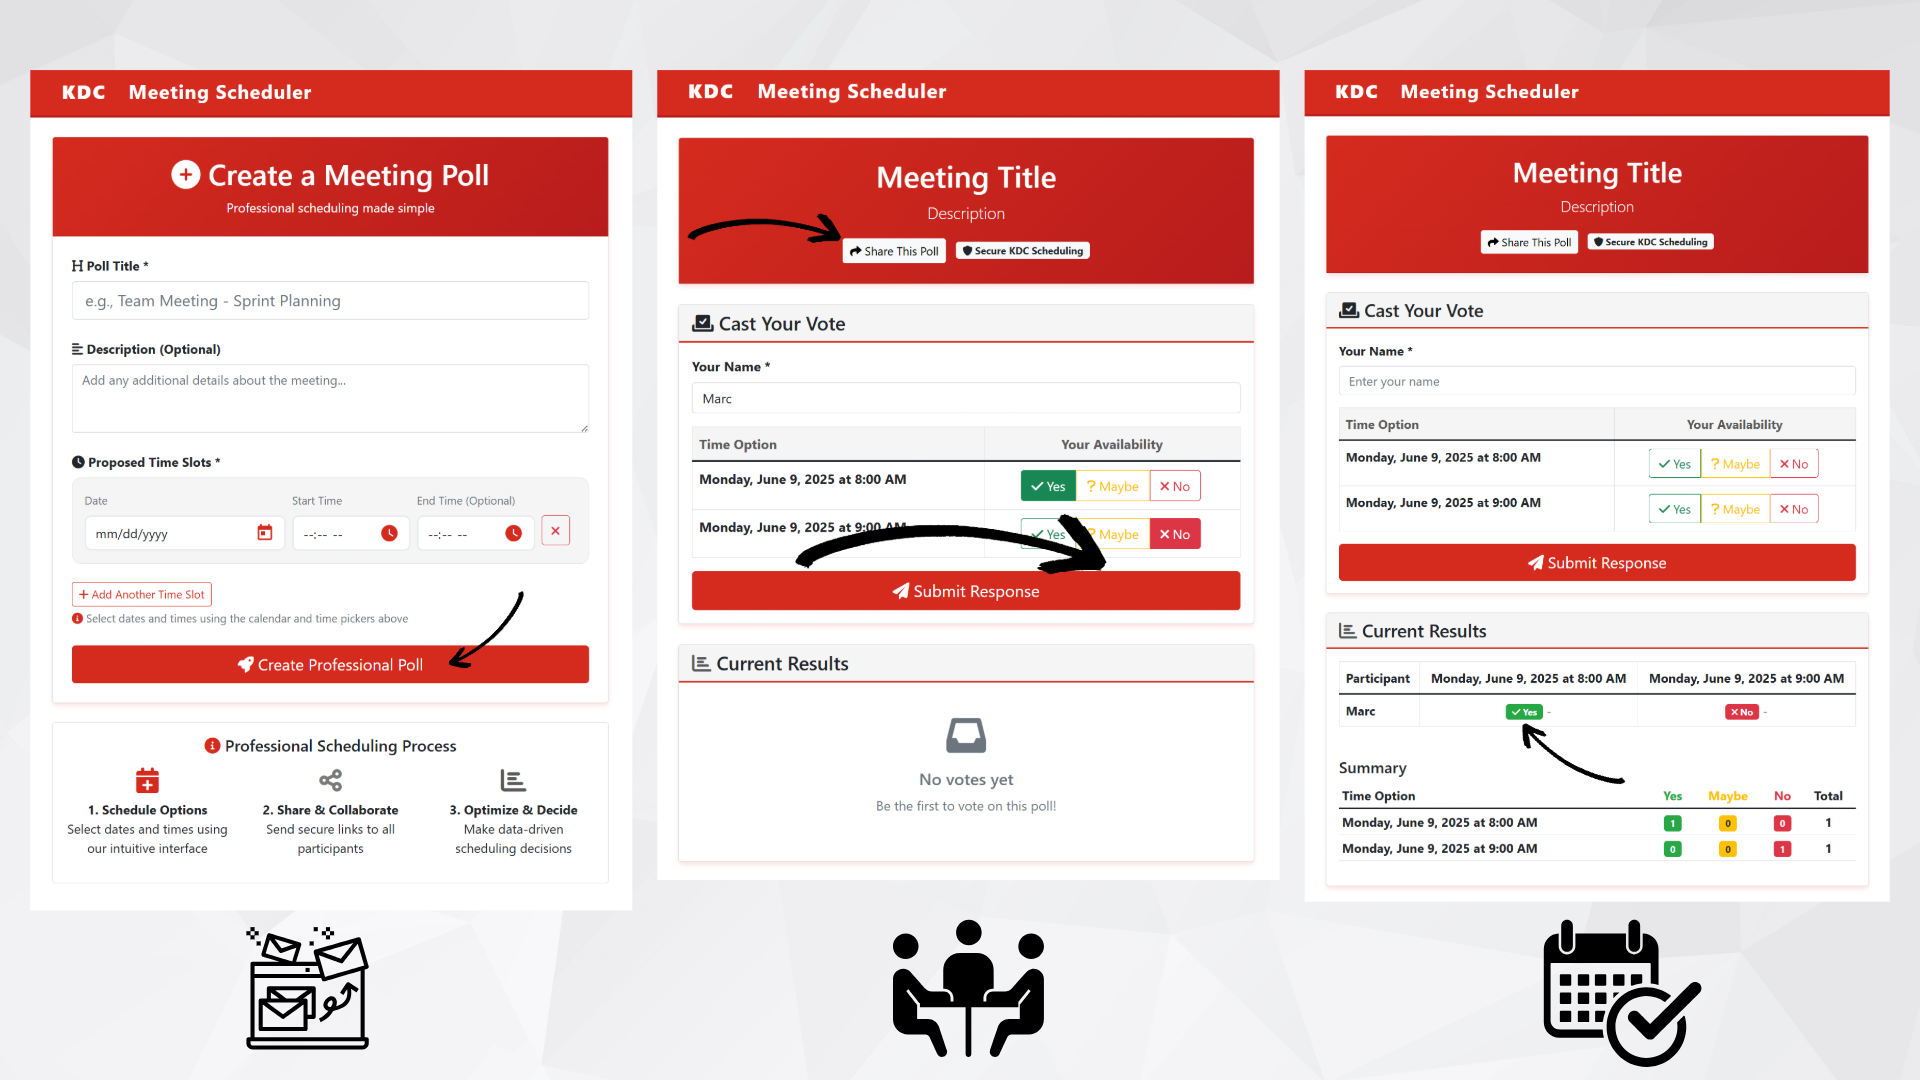 KDC Meeting Scheduler
Create a Meeting Poll
Professional scheduling made simple
Poll Title *
e.g., Team Meeting - Sprint Planning
Description (Optional)
Add any additional details about the meeting...
Proposed Time Slots *
Date Start Time End Time (Optional)
mm/dd/yyyy --:-- -- --:-- --
+ Add Another Time Slot
Select dates and times using the calendar and time pickers above
Create Professional Poll
Professional Scheduling Process
1. Schedule Options
Select dates and times using
our intuitive interface
2. Share & Collaborate
Send secure links to all
participants
3. Optimize & Decide
Make data-driven
scheduling decisions
KDC Meeting Scheduler
Meeting Title
Description
Share This Poll Secure KDC Scheduling
Cast Your Vote
Your Name *
Marc
Time Option Your Availability
Monday, June 9, 2025 at 8:00 AM Yes ? Maybe No
Monday, June 9, 2025 at 9:00 AM Yes Maybe No
Submit Response
Current Results
No votes yet
Be the first to vote on this poll!
KDC Meeting Scheduler
Meeting Title
Description
Share This Poll Secure KDC Scheduling
Cast Your Vote
Your Name *
Enter your name
Time Option Your Availability
Monday, June 9, 2025 at 8:00 AM Yes ? Maybe No
Monday, June 9, 2025 at 9:00 AM Yes ? Maybe No
Submit Response
Current Results
Participant Monday, June 9, 2025 at 8:00 AM Monday, June 9, 2025 at 9:00 AM
Marc Yes - No -
Summary
Time Option Yes Maybe No Total
Monday, June 9, 2025 at 8:00 AM 1 0 0 1
Monday, June 9, 2025 at 9:00 AM 0 0 1 1